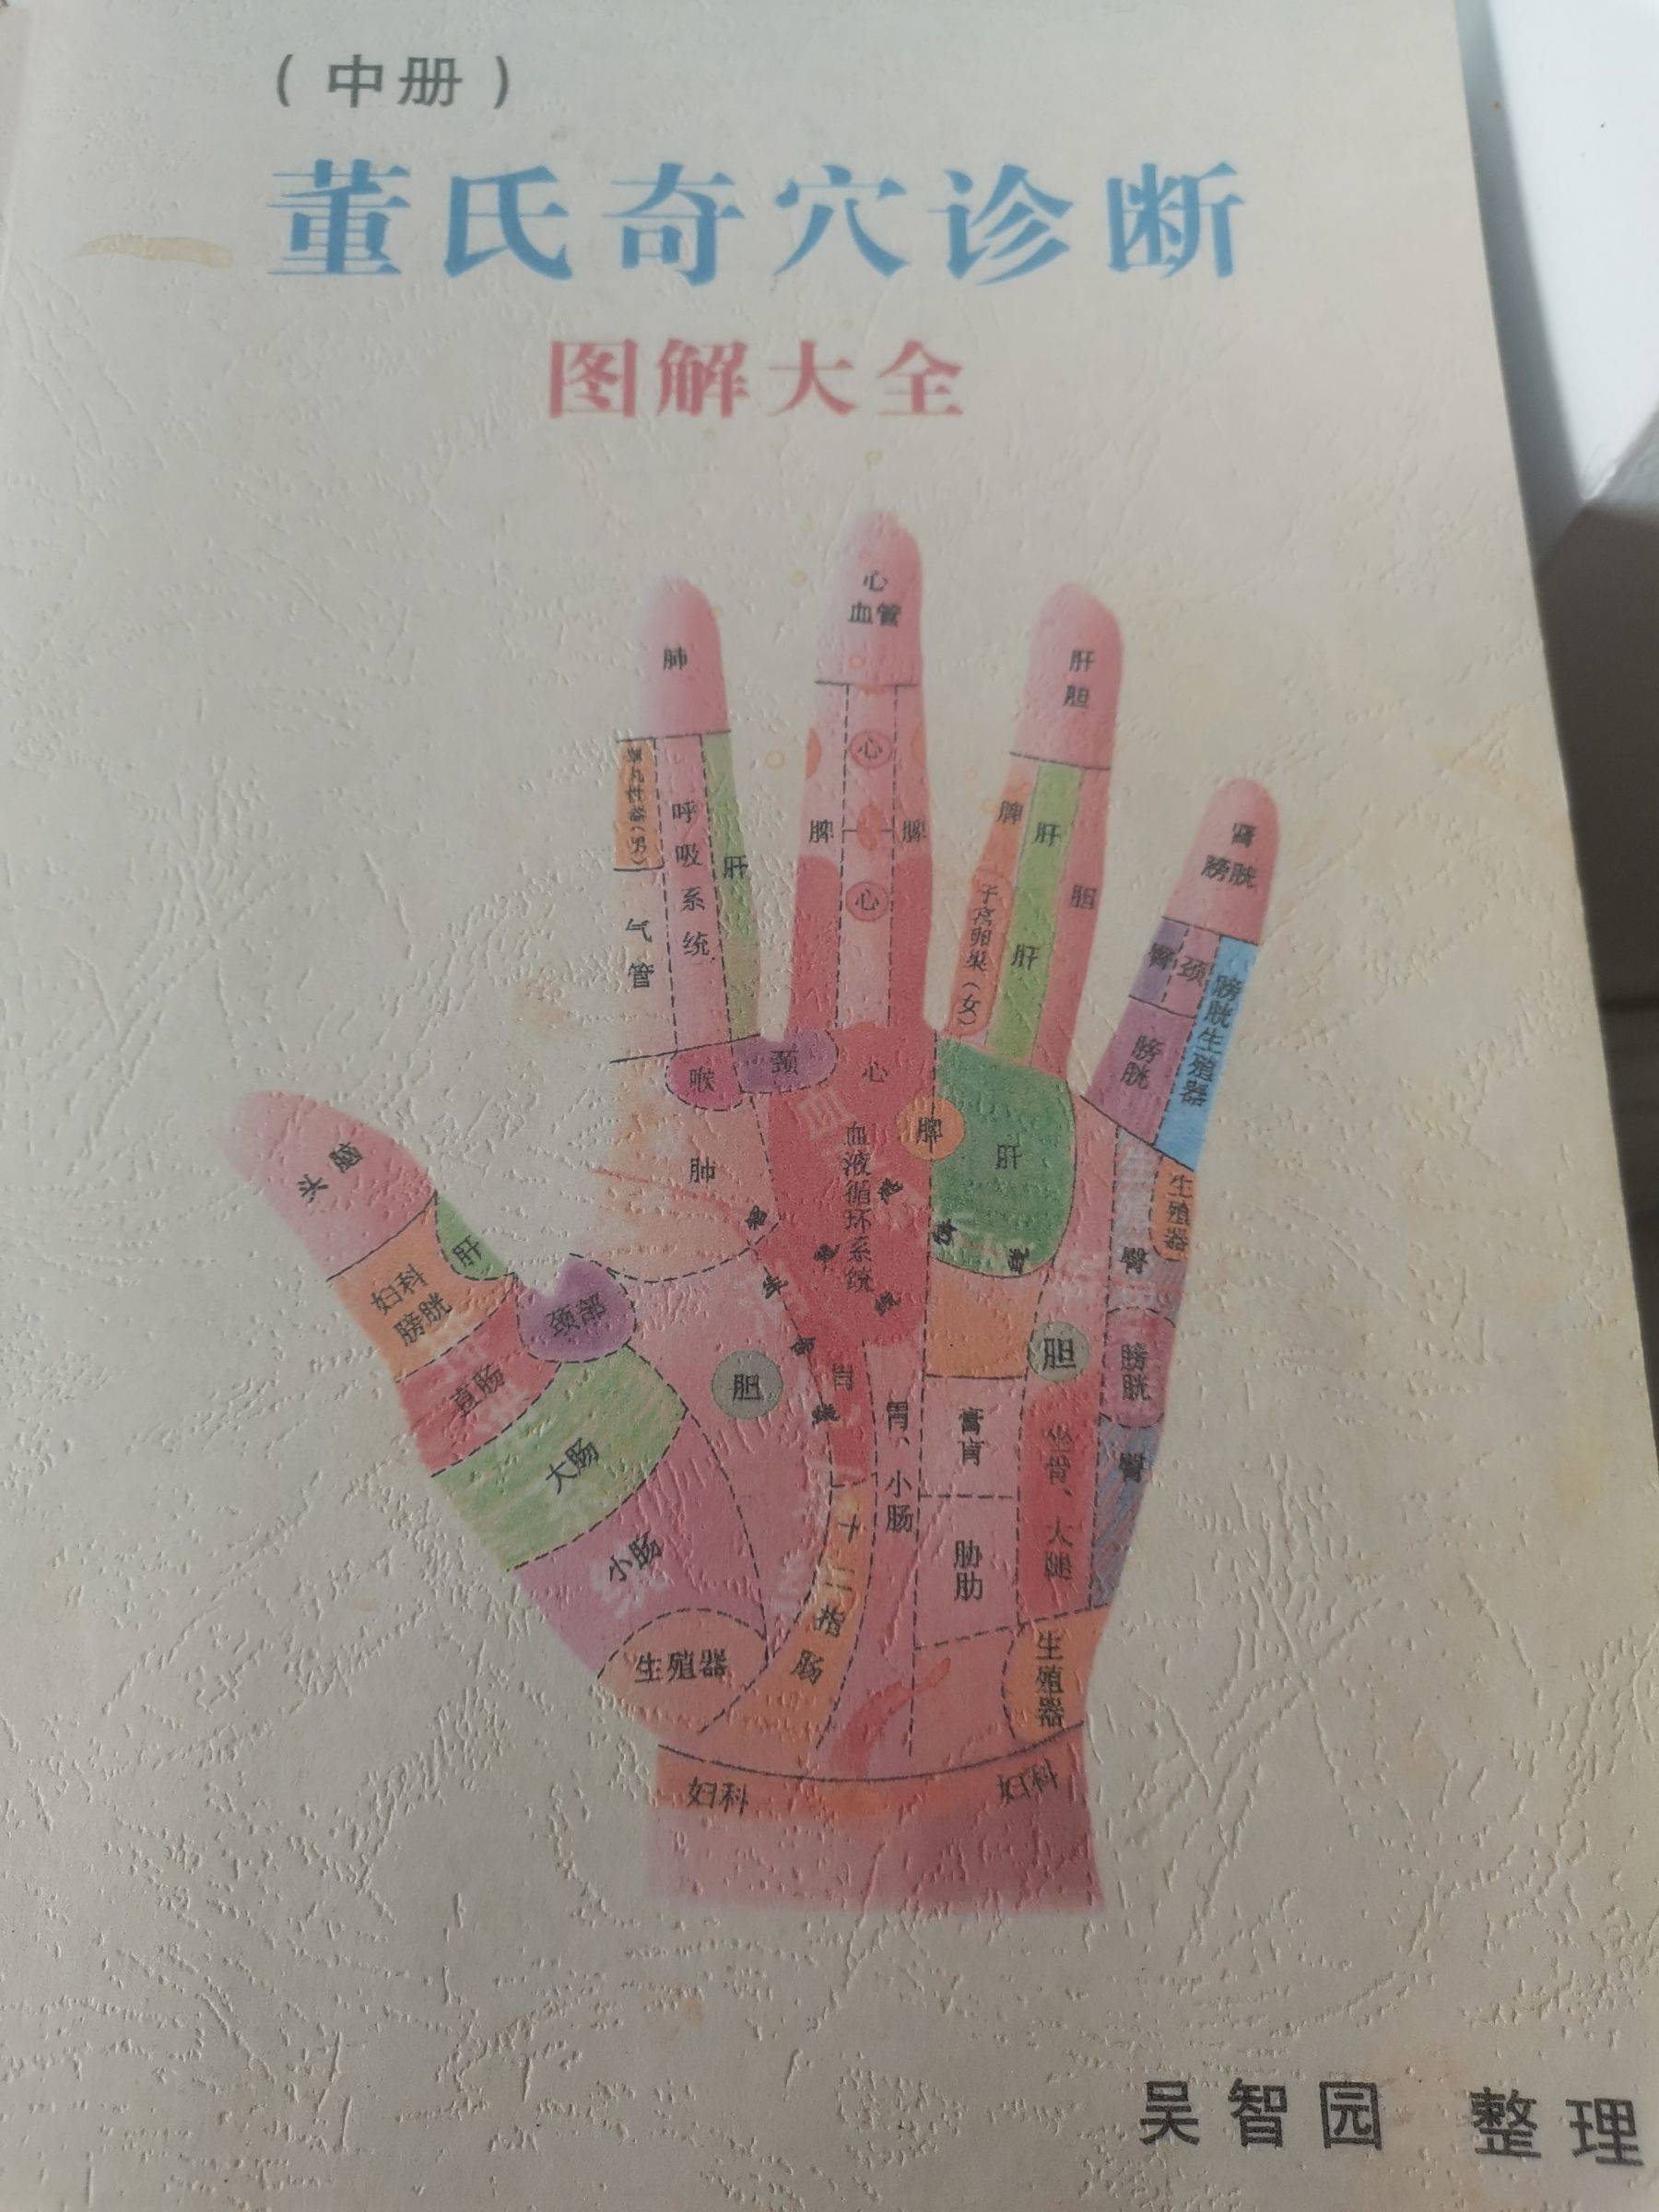 （中册）
董氏奇穴诊断
图解大全
心
血管
肺
肝
胆
肾
膀胱
呼吸系统
肝
气管
心
脾
脾
心
脾
肝
胆
子宫卵巢（女）
肝
肾
颈
膀胱生殖器
膀胱
喉
颈
心
脾
肝
肺
血液循环系统
头脑
肝
妇科
膀胱
颈部
直肠
大肠
小肠
生殖器
胆
胃
十二指肠
胃、小肠
胆
膏肓
胁肋
坐骨、大腿
生殖器
肾
膀胱
肾
生殖器
妇科
妇科
吴智园 整理